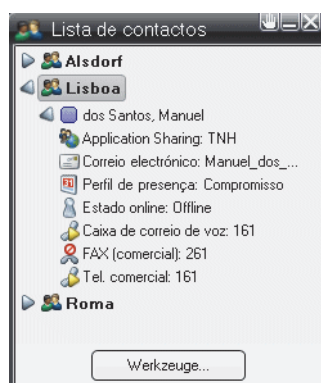 Lista de contactos
Alsdorf
Lisboa
dos Santos, Manuel
Application Sharing: TNH
Correio electrónico: Manuel_dos_...
Perfil de presença: Compromisso
Estado online: Offline
Caixa de correio de voz: 161
FAX (comercial): 261
Tel. comercial: 161
Roma
Werkzeuge...